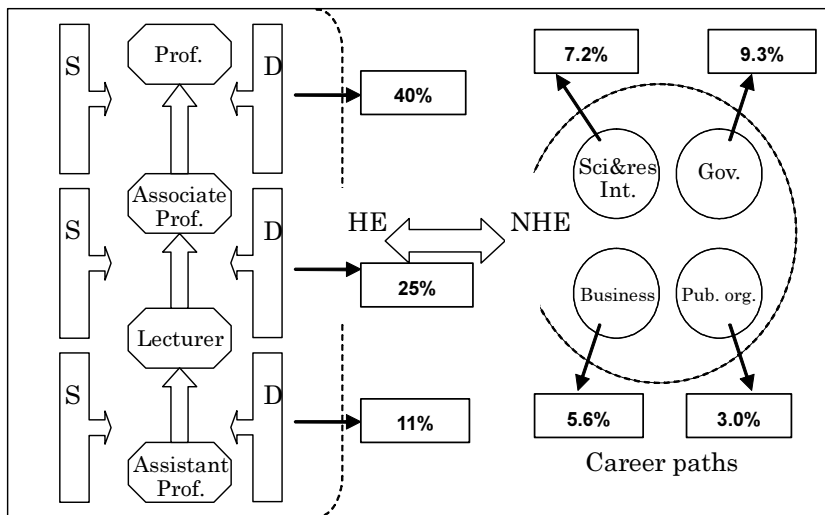 S
Prof.
D
40%
7.2%
9.3%
Sci&res
Int.
Gov.
S
Associate
Prof.
D
HE
NHE
25%
Business
Pub. org.
Lecturer
S
D
11%
Assistant
Prof.
5.6%
3.0%
Career paths